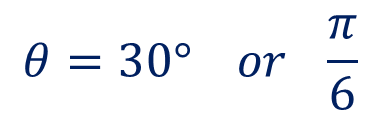 θ = 30° or π/6